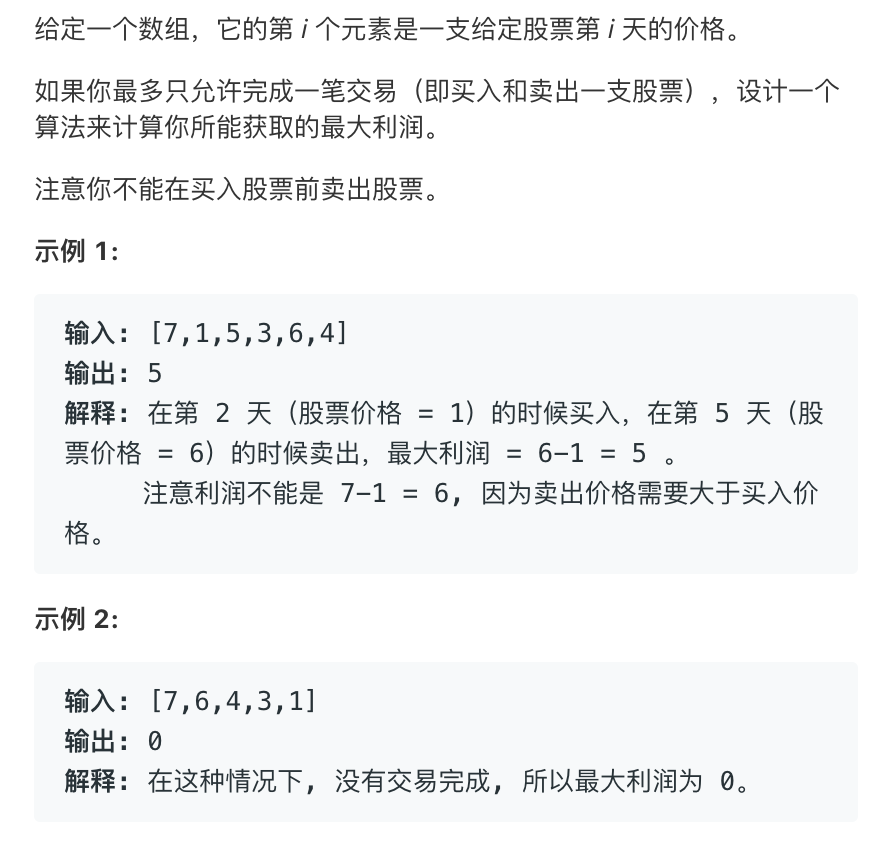 给定一个数组，它的第 i 个元素是一支给定股票第 i 天的价格。
如果你最多只允许完成一笔交易（即买入和卖出一支股票），设计一个
算法来计算你所能获取的最大利润。
注意你不能在买入股票前卖出股票。
示例 1:
输入: [7,1,5,3,6,4]
输出: 5
解释: 在第 2 天（股票价格 = 1）的时候买入，在第 5 天（股
票价格 = 6）的时候卖出，最大利润 = 6-1 = 5 。
注意利润不能是 7-1 = 6, 因为卖出价格需要大于买入价
格。
示例 2:
输入: [7,6,4,3,1]
输出: 0
解释: 在这种情况下, 没有交易完成, 所以最大利润为 0。